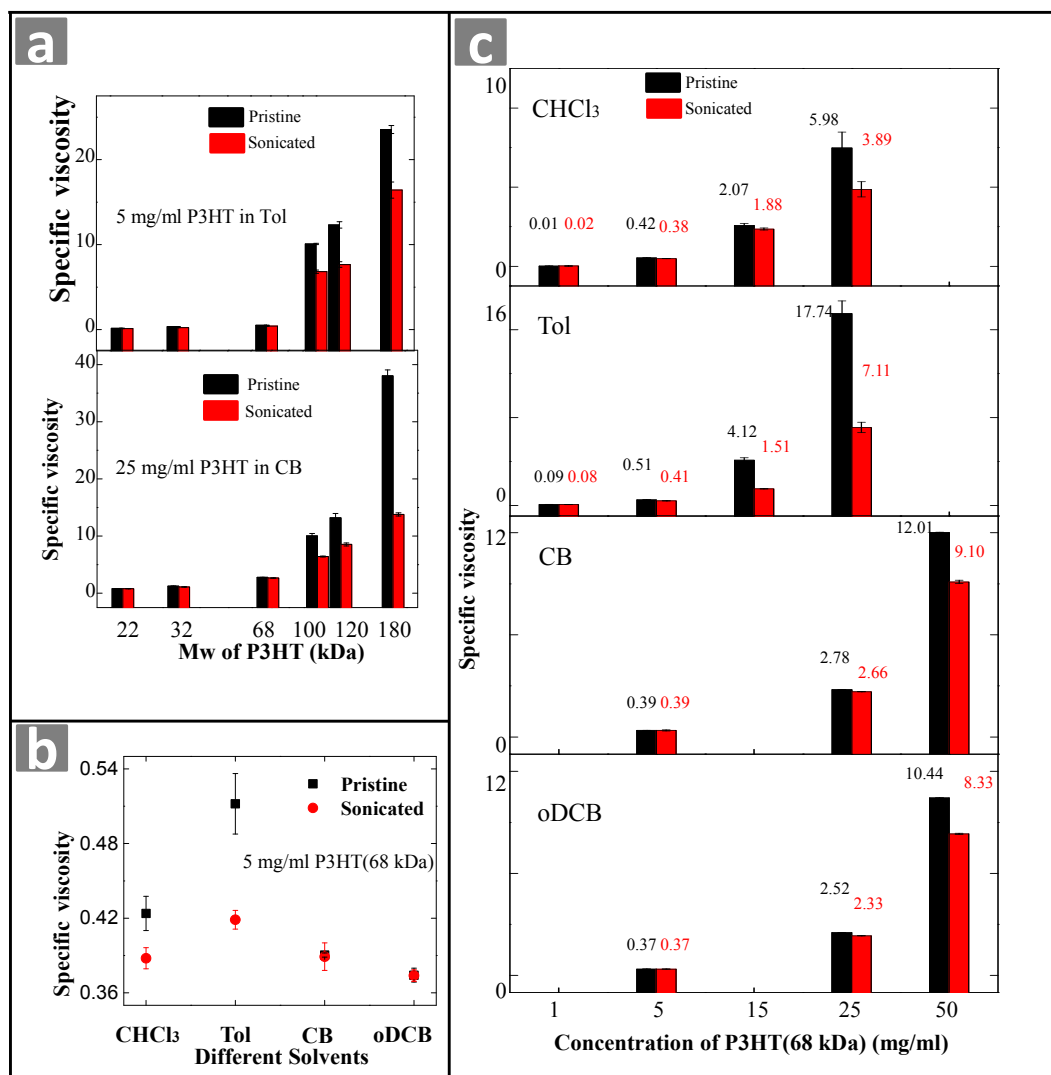 a
Pristine
Sonicated
5 mg/ml P3HT in Tol
Specific viscosity
20
10
0
Pristine
Sonicated
25 mg/ml P3HT in CB
Specific viscosity
40
30
20
10
0
22 32 68 100 120 180
Mw of P3HT (kDa)
b
Pristine
Sonicated
5 mg/ml P3HT(68 kDa)
Specific viscosity
0.54
0.48
0.42
0.36
CHCl3 Tol CB oDCB
Different Solvents
c
Pristine
Sonicated
CHCl3
10
0
0.01 0.02
0.42 0.38
2.07 1.88
5.98 3.89
Tol
16
0
0.09 0.08
0.51 0.41
4.12 1.51
17.74 7.11
CB
12
0
0.39 0.39
2.78 2.66
12.01 9.10
Specific viscosity
oDCB
12
0
0.37 0.37
2.52 2.33
10.44 8.33
1 5 15 25 50
Concentration of P3HT(68 kDa) (mg/ml)